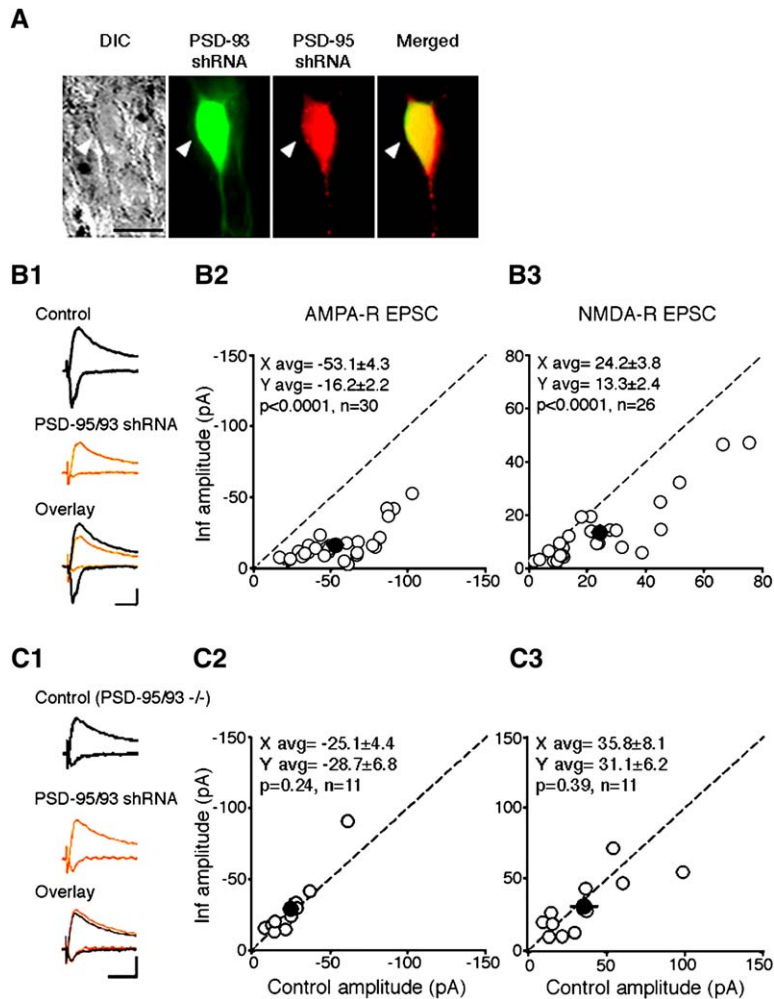 A
DIC
PSD-93 shRNA
PSD-95 shRNA
Merged
B1
Control
PSD-95/93 shRNA
Overlay
B2
AMPA-R EPSC
X avg= -53.1±4.3
Y avg= -16.2±2.2
p<0.0001, n=30
Inf amplitude (pA)
-150
-100
-50
0
0
-50
-100
-150
B3
NMDA-R EPSC
X avg= 24.2±3.8
Y avg= 13.3±2.4
p<0.0001, n=26
80
60
40
20
0
0
20
40
60
80
C1
Control (PSD-95/93 -/-)
PSD-95/93 shRNA
Overlay
C2
X avg= -25.1±4.4
Y avg= -28.7±6.8
p=0.24, n=11
Inf amplitude (pA)
-150
-100
-50
0
0
-50
-100
-150
Control amplitude (pA)
C3
X avg= 35.8±8.1
Y avg= 31.1±6.2
p=0.39, n=11
150
100
50
0
0
50
100
150
Control amplitude (pA)